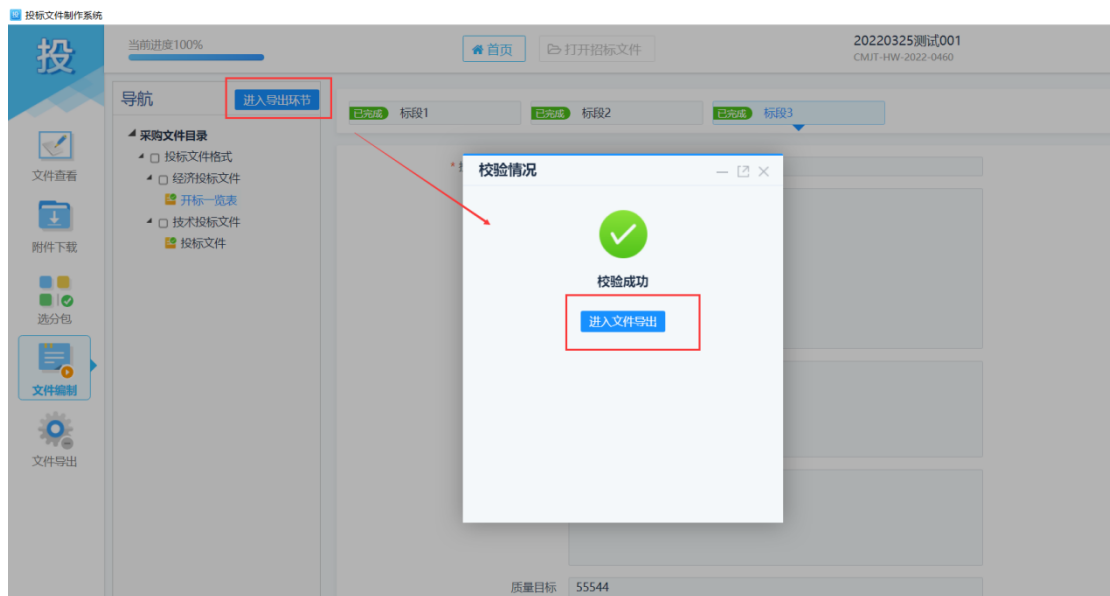 投标文件制作系统
投
当前进度100%
首页
打开招标文件
20220325测试001
CMJT-HW-2022-0460
导航
进入导出环节
已完成 标段1
已完成 标段2
已完成 标段3
采购文件目录
投标文件格式
经济投标文件
开标一览表
技术投标文件
投标文件
文件查看
附件下载
选分包
文件编制
文件导出
校验情况
校验成功
进入文件导出
质量目标 55544